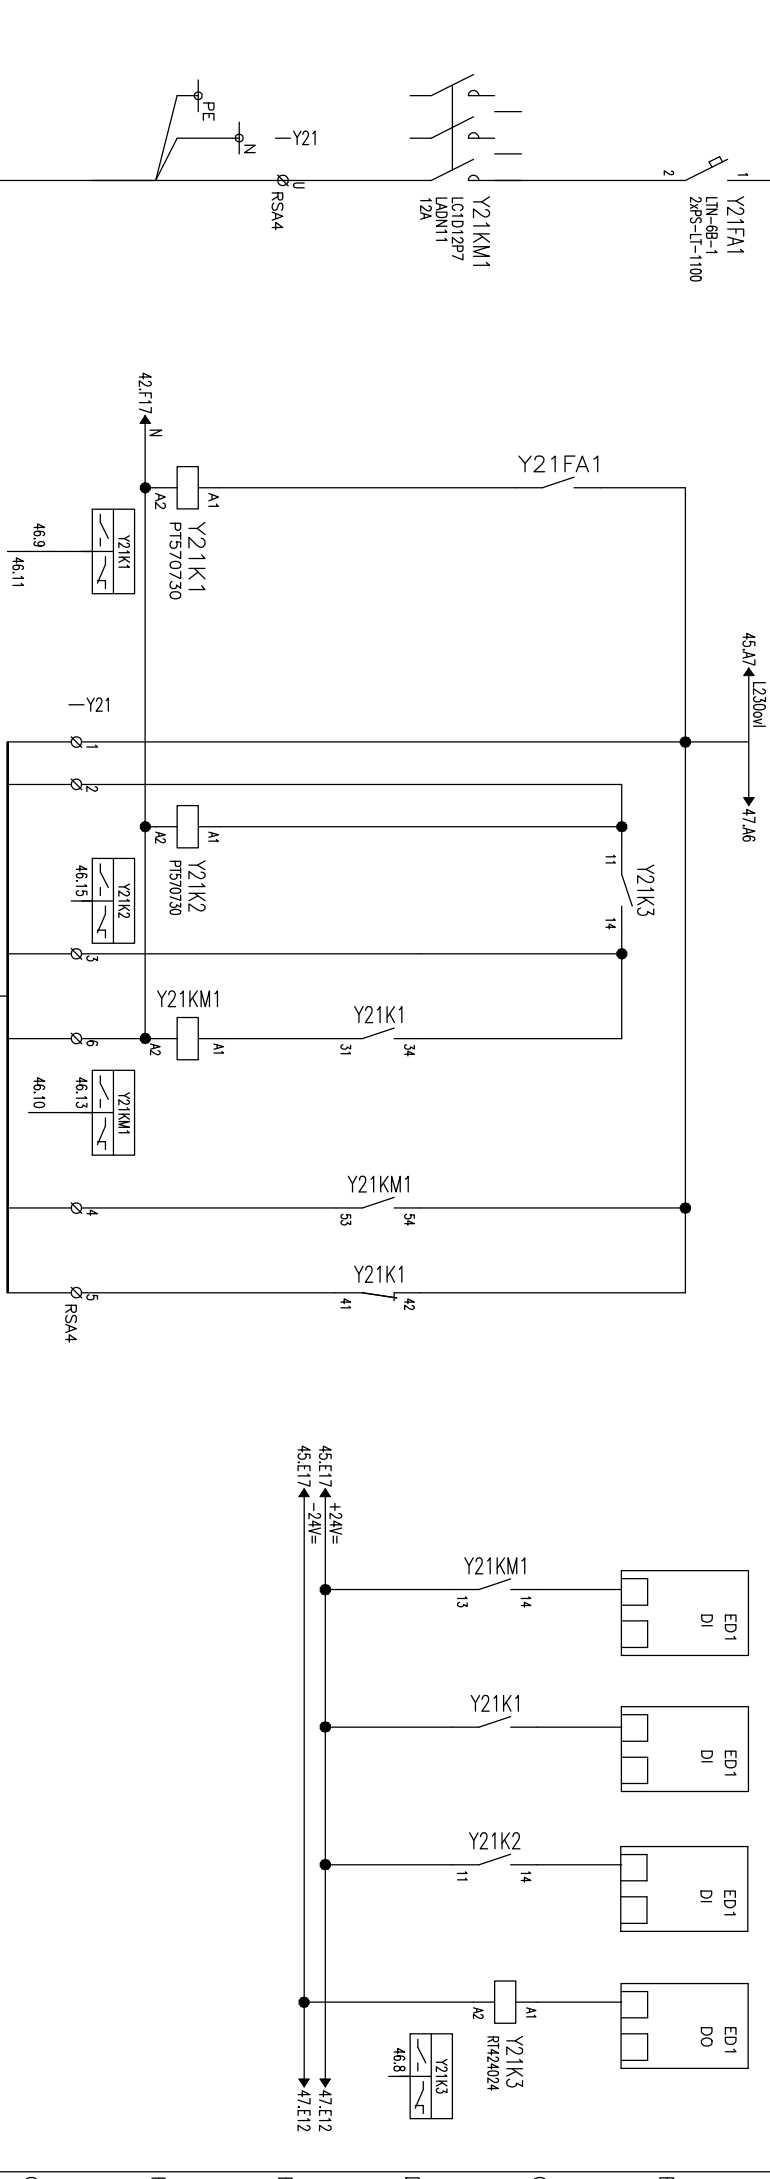 PE
N
—Y21
U
RSA4
Y21KM1
LC1D12P7
LADN11
12A
2
1
Y21FA1
LTN-6B-1
2xPS-LT-1100
42.F17
N
Y21FA1
A2
A1
Y21K1
PT570730
Y21K1
46.9
46.11
45.A7
L230ovl
47.A6
—Y21
1
2
A2
A1
Y21K2
PT570730
Y21K2
46.15
11
14
Y21K3
3
Y21KM1
Y21K1
6
A2
A1
31
34
Y21KM1
46.13
46.10
Y21KM1
4
53
54
Y21K1
5
41
42
RSA4
45.E17
45.E17
+24V=
-24V=
Y21KM1
13
14
ED1
DI
Y21K1
ED1
DI
Y21K2
11
14
ED1
DI
A2
A1
Y21K3
RT424024
ED1
DO
Y21K3
46.8
47.E12
47.E12